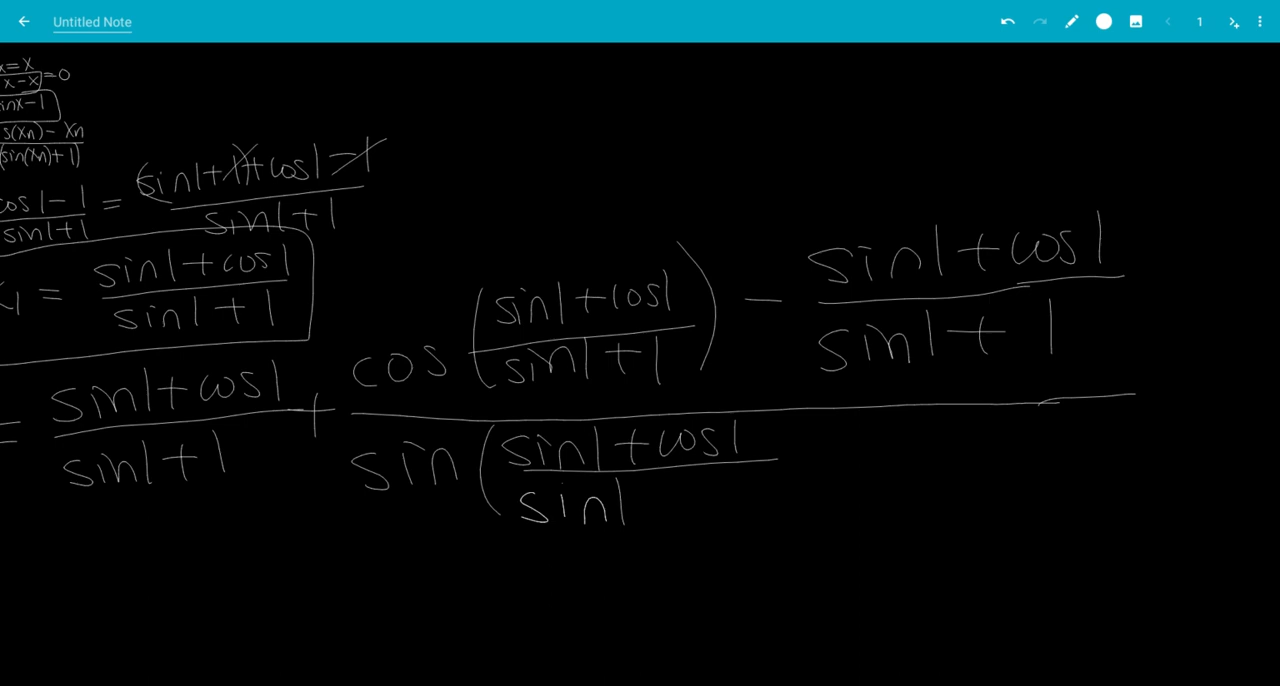 Untitled Note
1
x=x
x-x)=0
sinx-1
s(xn)-xn
(sin(xn)+1)
cos1-1/sin1+1 = (sin1+1)+cos1-1/sin1+1
x1 = sin1+cos1/sin1+1
= sin1+cos1/sin1+1 + cos(sin1+cos1/sin1+1) - sin1+cos1/sin1+1
sin(sin1+cos1/sin1